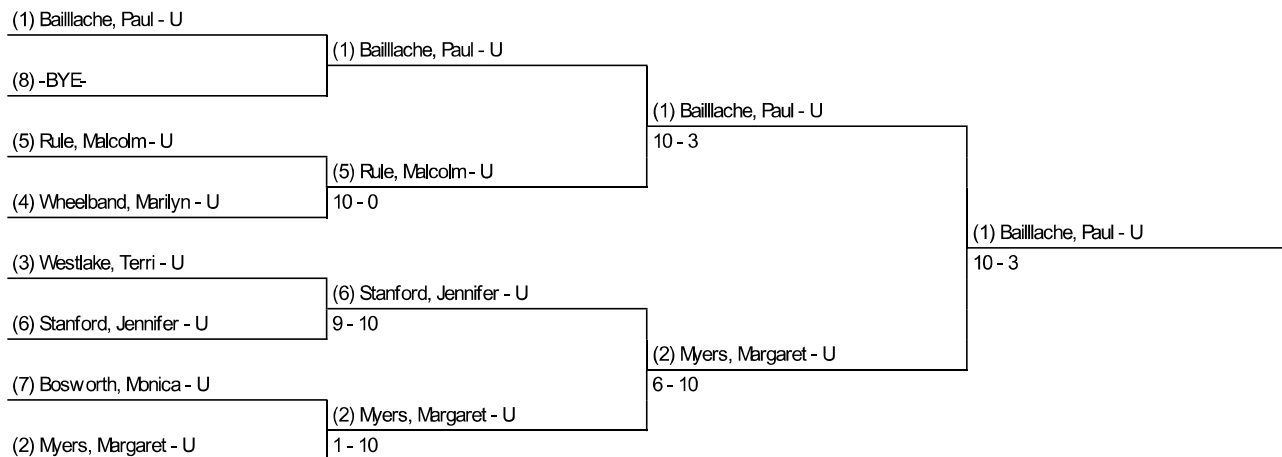 (1) Bailllache, Paul - U
(1) Bailllache, Paul - U
(8) -BYE-
(1) Bailllache, Paul - U
10 - 3
(5) Rule, Malcolm - U
(5) Rule, Malcolm - U
10 - 0
(4) Wheelband, Marilyn - U
(1) Bailllache, Paul - U
10 - 3
(3) Westlake, Terri - U
(6) Stanford, Jennifer - U
9 - 10
(6) Stanford, Jennifer - U
(2) Myers, Margaret - U
6 - 10
(7) Bosworth, Monica - U
(2) Myers, Margaret - U
1 - 10
(2) Myers, Margaret - U